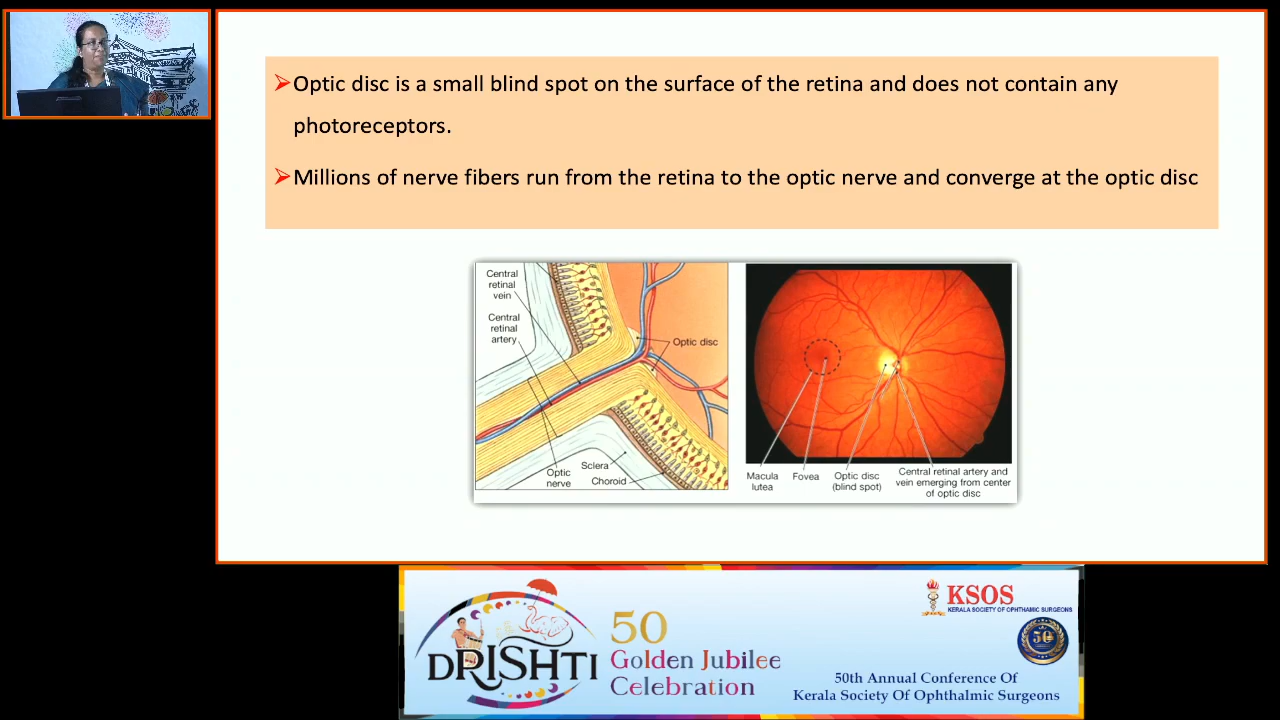 Optic disc is a small blind spot on the surface of the retina and does not contain any
photoreceptors.
Millions of nerve fibers run from the retina to the optic nerve and converge at the optic disc
Central
retinal
vein
Central
retinal
artery
Optic disc
Optic
nerve
Sclera
Choroid
Macula
lutea
Fovea
Optic disc
(blind spot)
Central retinal artery and
vein emerging from center
of optic disc
DRISHTI
50
Golden Jubilee
Celebration
KSOS
KERALA SOCIETY OF OPHTHAMIC SURGEONS
50
50th Annual Conference Of
Kerala Society Of Ophthalmic Surgeons